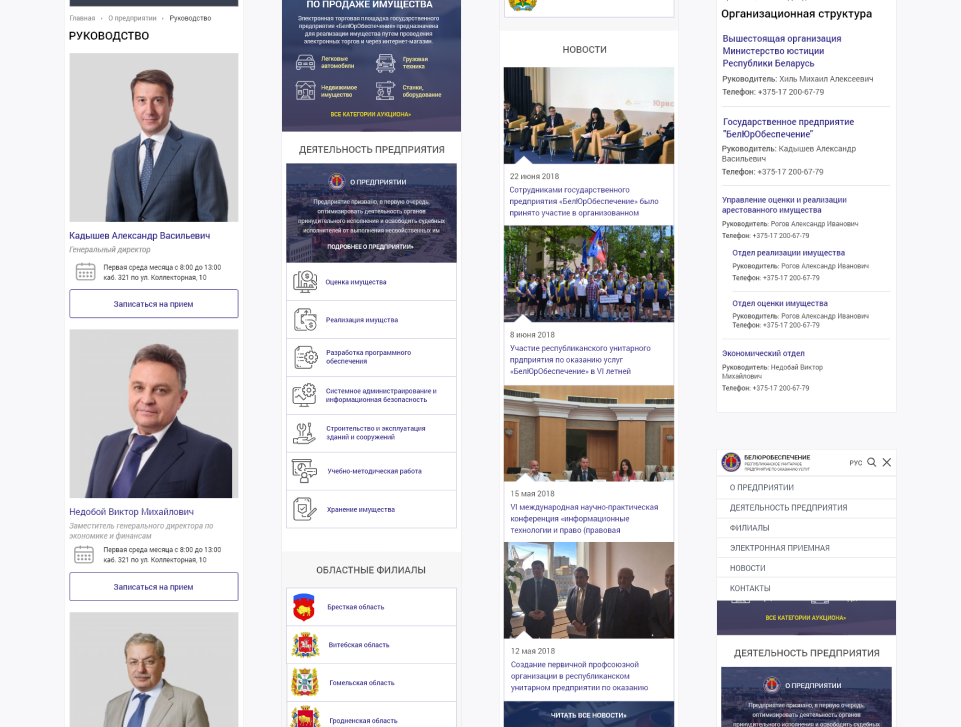 Главная › О предприятии › Руководство
РУКОВОДСТВО
Кадышев Александр Васильевич
Генеральный директор
Первая среда месяца с 8:00 до 13:00
каб. 321 по ул. Коллекторная, 10
Записаться на прием
Недобой Виктор Михайлович
Заместитель генерального директора по
экономике и финансам
Первая среда месяца с 8:00 до 13:00
каб. 321 по ул. Коллекторная, 10
Записаться на прием
ПО ПРОДАЖЕ ИМУЩЕСТВА
Электронная торговая площадка государственного
предприятие «БелЮрОбеспечение» предназначена
для реализации имущества путем проведения
электронных торгов и через интернет-магазин.
Легковые
автомобили
Грузовая
техника
Недвижимое
имущество
Станки,
оборудование
ВСЕ КАТЕГОРИИ АУКЦИОНА»
ДЕЯТЕЛЬНОСТЬ ПРЕДПРИЯТИЯ
О ПРЕДПРИЯТИИ
Предприятие призвано, в первую очередь,
оптимизировать деятельность органов
принудительного исполнения и освободить судебных
исполнителей от выполнения несвойственных им
ПОДРОБНЕЕ О ПРЕДПРИЯТИИ»
Оценка имущества
Реализация имущства
Разработка программного
обеспечения
Системное администрирование и
информационная безопасность
Строительство и эксплуатация
зданий и сооружений
Учебно-методическая работа
Хранение имущества
ОБЛАСТНЫЕ ФИЛИАЛЫ
Бресткая область
Витебская область
Гомельская область
Гродненская область
НОВОСТИ
22 июня 2018
Сотрудниками государственного
предприятия «БелЮрОбеспечение» было
принято участие в организованном
8 июня 2018
Участие республиканского унитарного
прдприятия по оказанию услуг
«БелЮрОбеспечение» в VI летней
15 мая 2018
VI международная научно-практическая
конференция «информационные
технологии и право (правовая
12 мая 2018
Создание первичной профсоюзной
организации в республиканском
унитарном предприятии по оказанию
ЧИТАТЬ ВСЕ НОВОСТИ»
Организационная структура
Вышестоящая организация
Министерство юстиции
Республики Беларусь
Руководитель: Хиль Михаил Алексеевич
Телефон: +375-17 200-67-79
Государственное предприятие
"БелЮрОбеспечение"
Руководитель: Кадышев Александр
Васильевич
Телефон: +375-17 200-67-79
Управление оценки и реализации
арестованного имущества
Руководитель: Рогов Александр Иванович
Телефон: +375-17 200-67-79
Отдел реализации имущества
Руководитель: Рогов Александр Иванович
Телефон: +375-17 200-67-79
Отдел оценки имущества
Руководитель: Рогов Александр Иванович
Телефон: +375-17 200-67-79
Экономический отдел
Руководитель: Недобай Виктор
Михайлович
Телефон: +375-17 200-67-79
БЕЛЮРОБЕСПЕЧЕНИЕ
РЕСПУБЛИКАНСКОЕ УНИТАРНОЕ
ПРЕДПРИЯТИЕ ПО ОКАЗАНИЮ УСЛУГ
РУС
О ПРЕДПРИЯТИИ
ДЕЯТЕЛЬНОСТЬ ПРЕДПРИЯТИЯ
ФИЛИАЛЫ
ЭЛЕКТРОННАЯ ПРИЕМНАЯ
НОВОСТИ
КОНТАКТЫ
ВСЕ КАТЕГОРИИ АУКЦИОНА»
ДЕЯТЕЛЬНОСТЬ ПРЕДПРИЯТИЯ
О ПРЕДПРИЯТИИ
Предприятие призвано, в первую очередь,
оптимизировать деятельность органов
принудительного исполнения и освободить судебных